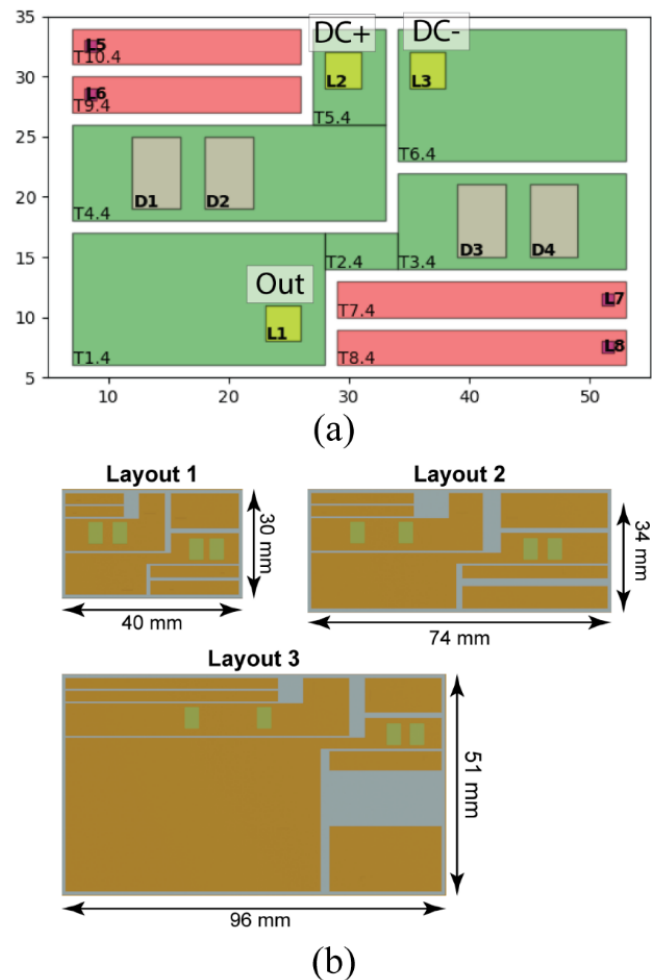 35
30
25
20
15
10
5
DC+
DC-
L5
T10.4
L6
T9.4
L2
T5.4
L3
T6.4
D1
D2
T4.4
D3
D4
T2.4
T3.4
Out
L1
T1.4
L7
T7.4
L8
T8.4
10
20
30
40
50
(a)
Layout 1
30 mm
40 mm
Layout 2
34 mm
74 mm
Layout 3
51 mm
96 mm
(b)